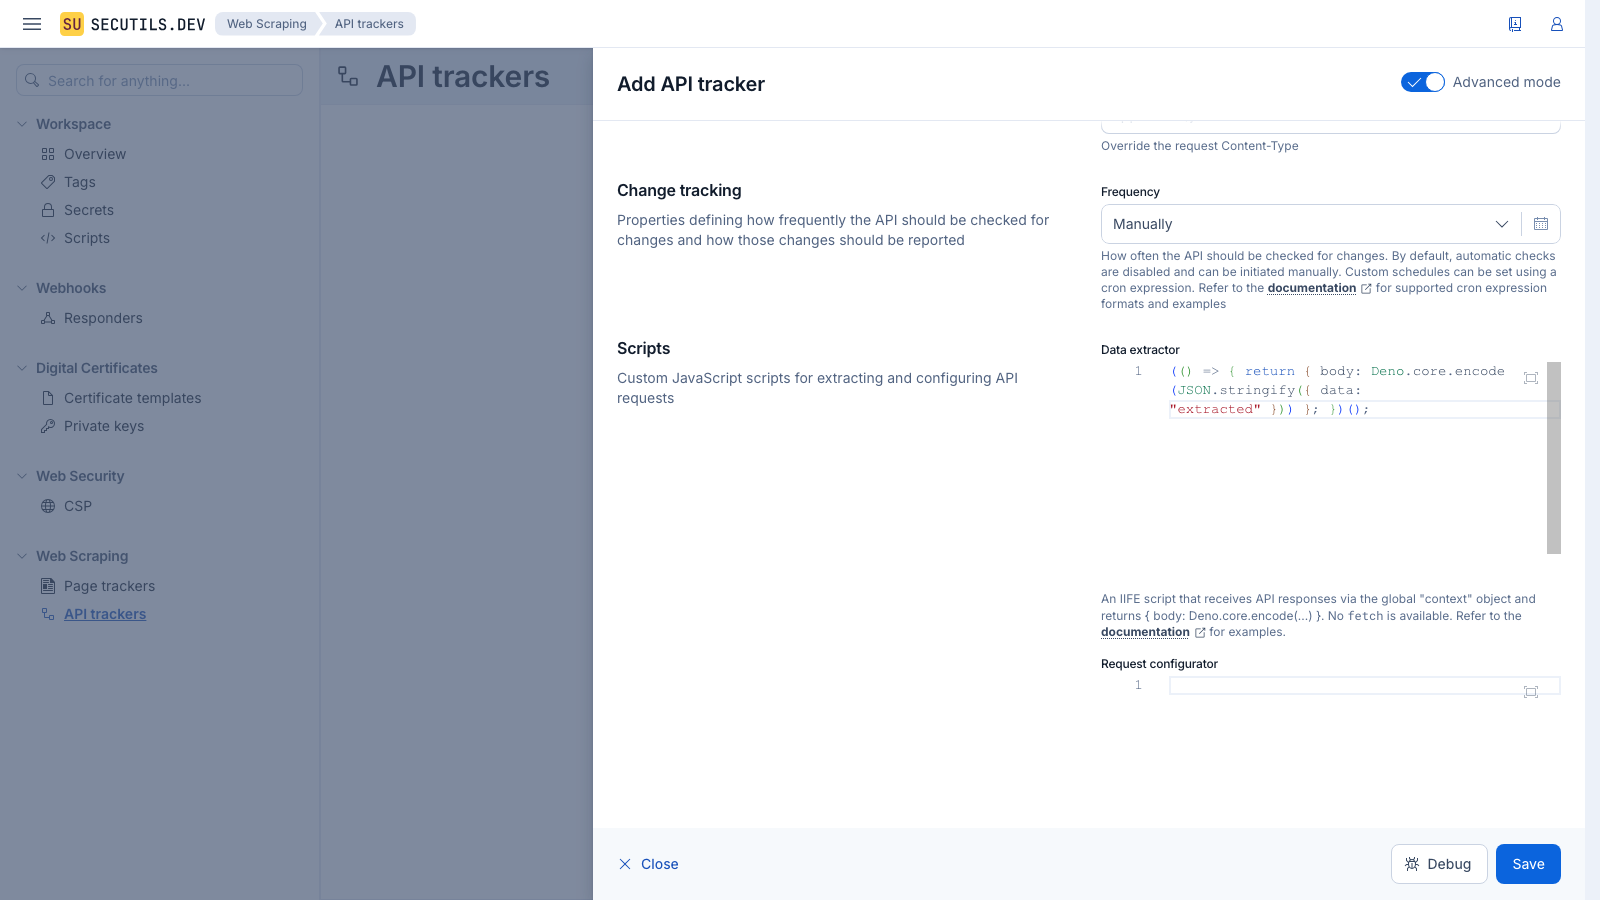 SU SECUTILS.DEV
Web Scraping
API trackers
Search for anything...
Workspace
Overview
Tags
Secrets
Scripts
Webhooks
Responders
Digital Certificates
Certificate templates
Private keys
Web Security
CSP
Web Scraping
Page trackers
API trackers
API trackers
Add API tracker
Advanced mode
Override the request Content-Type
Change tracking
Properties defining how frequently the API should be checked for
changes and how those changes should be reported
Frequency
Manually
How often the API should be checked for changes. By default, automatic checks
are disabled and can be initiated manually. Custom schedules can be set using a
cron expression. Refer to the documentation for supported cron expression
formats and examples
Scripts
Custom JavaScript scripts for extracting and configuring API
requests
Data extractor
1 (() => { return { body: Deno.core.encode
(JSON.stringify({ data:
"extracted" })) }; })();
An IIFE script that receives API responses via the global "context" object and
returns { body: Deno.core.encode(...) }. No fetch is available. Refer to the
documentation for examples.
Request configurator
1
Close
Debug
Save